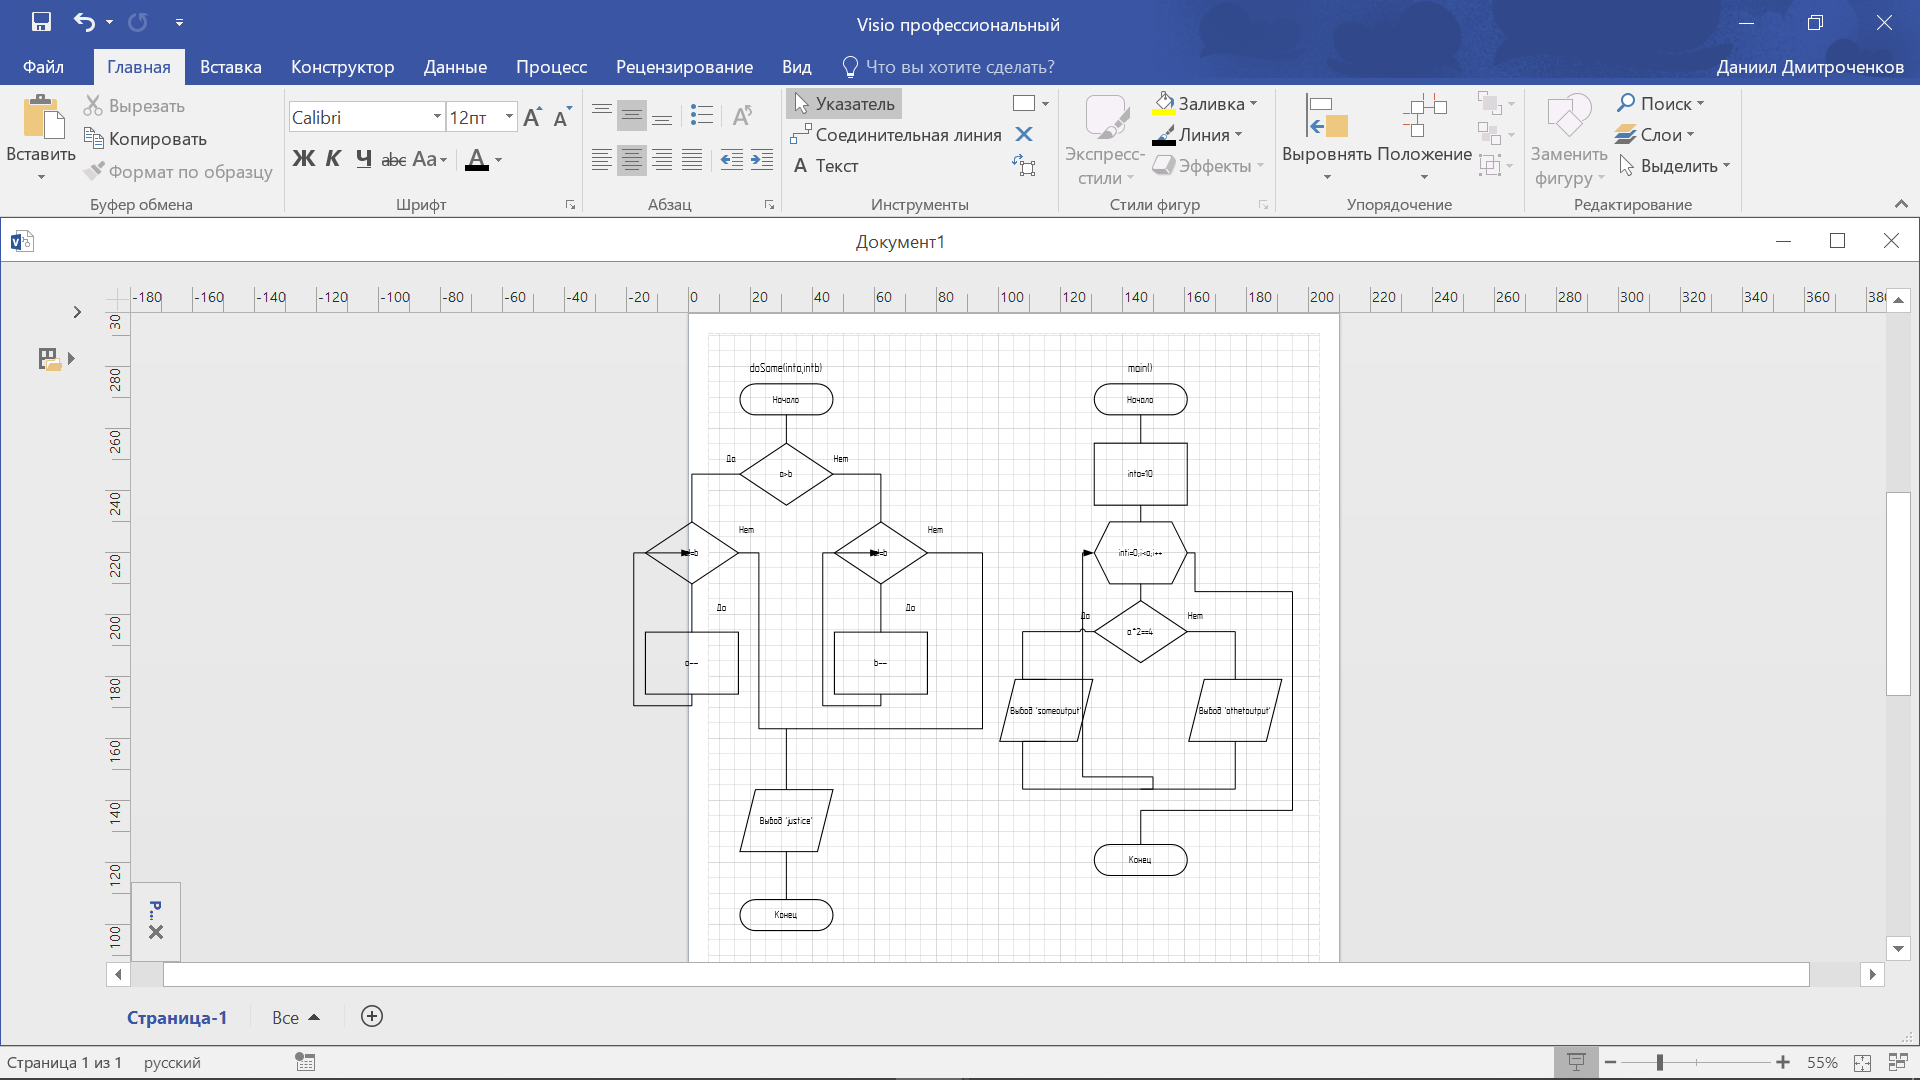 Visio профессиональный
Файл
Главная
Вставка
Конструктор
Данные
Процесс
Рецензирование
Вид
Что вы хотите сделать?
Даниил Дмитроченков
Вставить
Вырезать
Копировать
Формат по образцу
Буфер обмена
Calibri
12пт
Ж К Ч abc Aa A
Шрифт
Абзац
Указатель
Соединительная линия
Текст
Инструменты
Экспресс-
стили
Заливка
Линия
Эффекты
Стили фигур
Выровнять
Положение
Упорядочение
Заменить
фигуру
Поиск
Слои
Выделить
Редактирование
Документ1
-180 -160 -140 -120 -100 -80 -60 -40 -20 0 20 40 60 80 100 120 140 160 180 200 220 240 260 280 300 320 340 360 380
30
280
260
240
220
200
180
160
140
120
100
doSome(inta,intb)
Начало
a>b
Да
Нет
Нет
Да
a--
!=b
Нет
Да
b--
Вывод 'justice'
Конец
main()
Начало
inta=10
inti=0;i<a;i++
Да
Нет
a*2==4
Вывод 'someoutput'
Вывод 'othetoutput'
Конец
Р...
Страница-1
Все
Страница 1 из 1
русский
55%